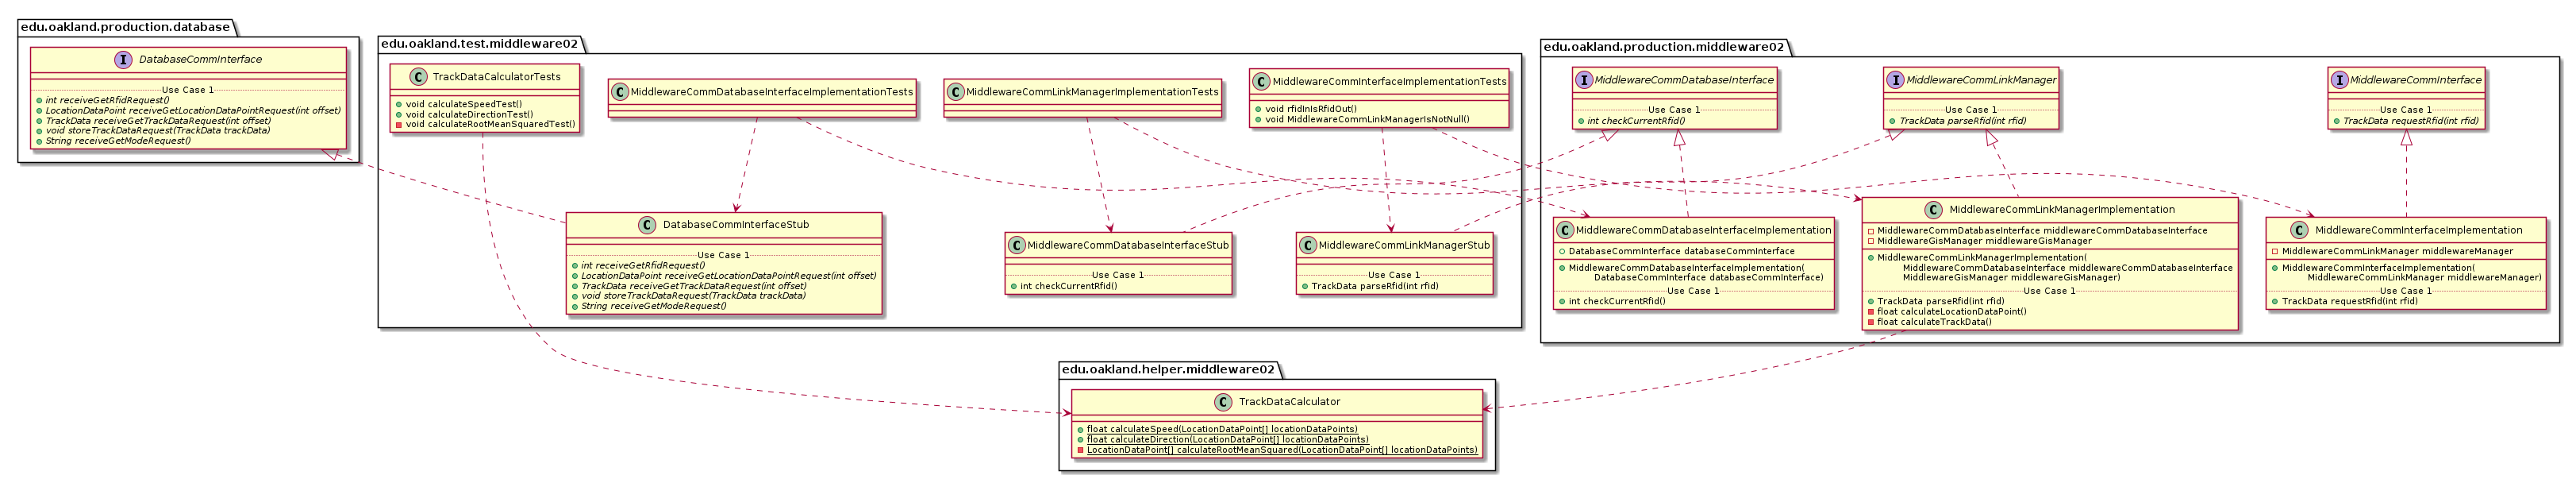 edu.oakland.production.database
I DatabaseCommInterface
Use Case 1
int receiveGetRfidRequest()
LocationDataPoint receiveGetLocationDataPointRequest(int offset)
TrackData receiveGetTrackDataRequest(int offset)
void storeTrackDataRequest(TrackData trackData)
String receiveGetModeRequest()
edu.oakland.test.middleware02
C TrackDataCalculatorTests
void calculateSpeedTest()
void calculateDirectionTest()
void calculateRootMeanSquaredTest()
C MiddlewareCommDatabaseInterfaceImplementationTests
C MiddlewareCommLinkManagerImplementationTests
C MiddlewareCommInterfaceImplementationTests
void rfidInIsRfidOut()
void MiddlewareCommLinkManagerIsNotNull()
C DatabaseCommInterfaceStub
Use Case 1
int receiveGetRfidRequest()
LocationDataPoint receiveGetLocationDataPointRequest(int offset)
TrackData receiveGetTrackDataRequest(int offset)
void storeTrackDataRequest(TrackData trackData)
String receiveGetModeRequest()
C MiddlewareCommDatabaseInterfaceStub
Use Case 1
int checkCurrentRfid()
C MiddlewareCommLinkManagerStub
Use Case 1
TrackData parseRfid(int rfid)
edu.oakland.production.middleware02
I MiddlewareCommDatabaseInterface
Use Case 1
int checkCurrentRfid()
I MiddlewareCommLinkManager
Use Case 1
TrackData parseRfid(int rfid)
I MiddlewareCommInterface
Use Case 1
TrackData requestRfid(int rfid)
C MiddlewareCommDatabaseInterfaceImplementation
DatabaseCommInterface databaseCommInterface
MiddlewareCommDatabaseInterfaceImplementation(
DatabaseCommInterface databaseCommInterface)
Use Case 1
int checkCurrentRfid()
C MiddlewareCommLinkManagerImplementation
MiddlewareCommDatabaseInterface middlewareCommDatabaseInterface
MiddlewareGisManager middlewareGisManager
MiddlewareCommLinkManagerImplementation(
MiddlewareCommDatabaseInterface middlewareCommDatabaseInterface
MiddlewareGisManager middlewareGisManager)
Use Case 1
TrackData parseRfid(int rfid)
float calculateLocationDataPoint()
float calculateTrackData()
C MiddlewareCommInterfaceImplementation
MiddlewareCommLinkManager middlewareManager
MiddlewareCommInterfaceImplementation(
MiddlewareCommLinkManager middlewareManager)
Use Case 1
TrackData requestRfid(int rfid)
edu.oakland.helper.middleware02
C TrackDataCalculator
float calculateSpeed(LocationDataPoint[] locationDataPoints)
float calculateDirection(LocationDataPoint[] locationDataPoints)
LocationDataPoint[] calculateRootMeanSquared(LocationDataPoint[] locationDataPoints)